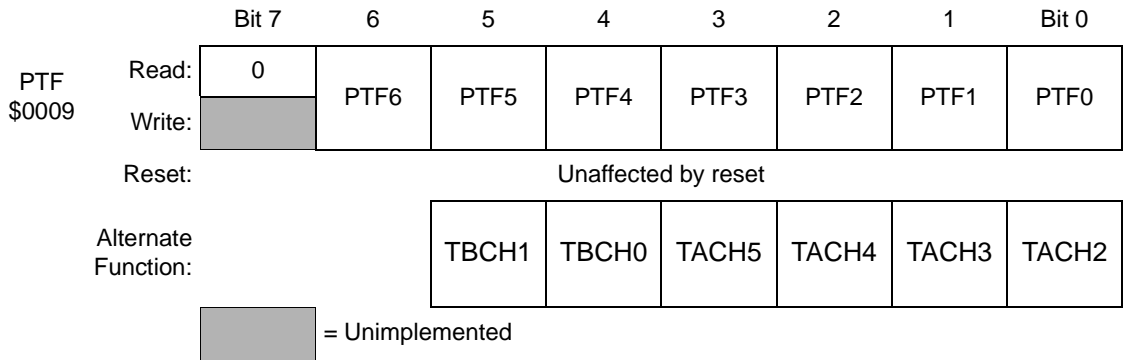 Bit 7 6 5 4 3 2 1 Bit 0
PTF
$0009
Read: 0
PTF6 PTF5 PTF4 PTF3 PTF2 PTF1 PTF0
Write:
Reset: Unaffected by reset
Alternate
Function:
TBCH1 TBCH0 TACH5 TACH4 TACH3 TACH2
= Unimplemented